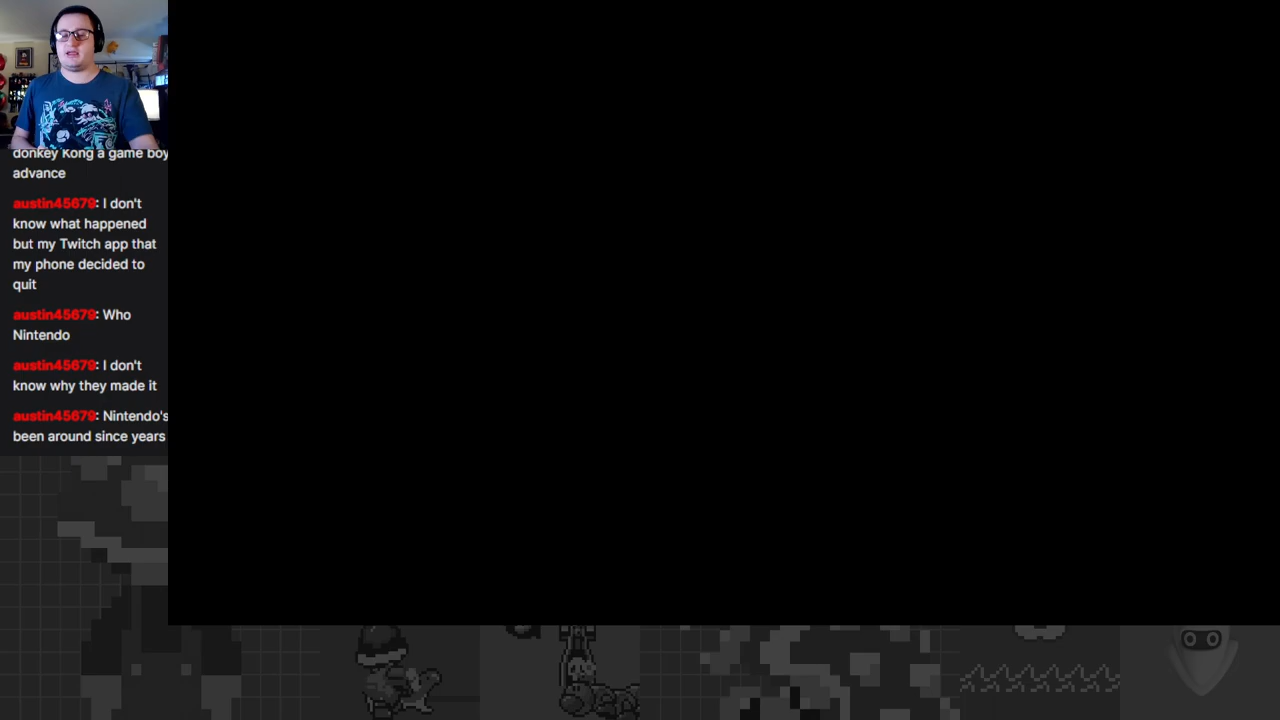 donkey Kong a game boy
advance
austin45679: I don't
know what happened
but my Twitch app that
my phone decided to
quit
austin45679: Who
Nintendo
austin45679: I don't
know why they made it
austin45679: Nintendo's
been around since years